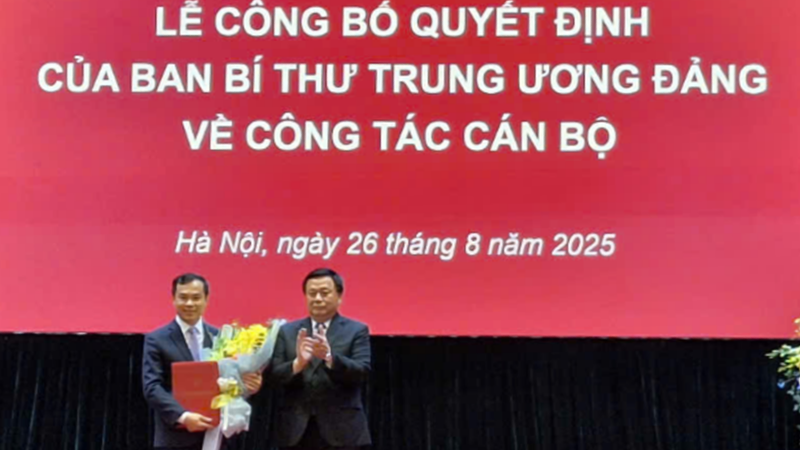 LỄ CÔNG BỐ QUYẾT ĐỊNH
CỦA BAN BÍ THƯ TRUNG ƯƠNG ĐẢNG
VỀ CÔNG TÁC CÁN BỘ
Hà Nội, ngày 26 tháng 8 năm 2025